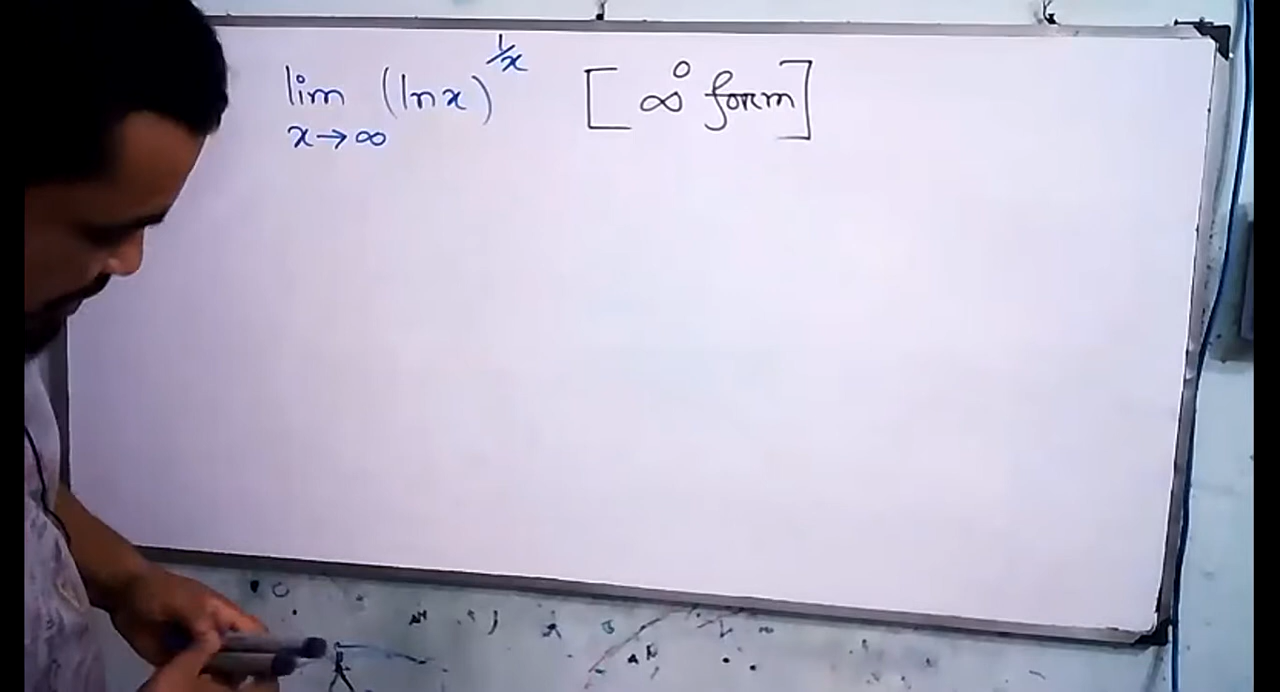 lim (ln x)^{1/x} [∞^0 form]
x→∞